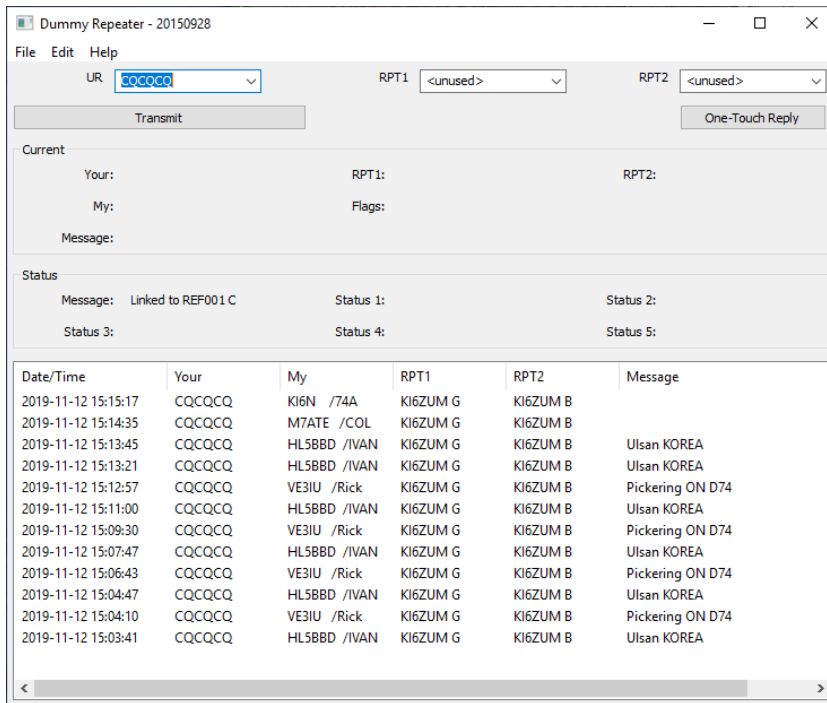 Dummy Repeater - 20150928
File Edit Help
UR CQCQCQ RPT1 <unused> RPT2 <unused>
Transmit One-Touch Reply
Current
Your: RPT1: RPT2:
My: Flags:
Message:
Status
Message: Linked to REF001 C Status 1: Status 2:
Status 3: Status 4: Status 5:
Date/Time Your My RPT1 RPT2 Message
2019-11-12 15:15:17 CQCQCQ KI6N /74A KI6ZUM G KI6ZUM B
2019-11-12 15:14:35 CQCQCQ M7ATE /COL KI6ZUM G KI6ZUM B
2019-11-12 15:13:45 CQCQCQ HL5BBD /IVAN KI6ZUM G KI6ZUM B Ulsan KOREA
2019-11-12 15:13:21 CQCQCQ HL5BBD /IVAN KI6ZUM G KI6ZUM B Ulsan KOREA
2019-11-12 15:12:57 CQCQCQ VE3IU /Rick KI6ZUM G KI6ZUM B Pickering ON D74
2019-11-12 15:11:00 CQCQCQ HL5BBD /IVAN KI6ZUM G KI6ZUM B Ulsan KOREA
2019-11-12 15:09:30 CQCQCQ VE3IU /Rick KI6ZUM G KI6ZUM B Pickering ON D74
2019-11-12 15:07:47 CQCQCQ HL5BBD /IVAN KI6ZUM G KI6ZUM B Ulsan KOREA
2019-11-12 15:06:43 CQCQCQ VE3IU /Rick KI6ZUM G KI6ZUM B Pickering ON D74
2019-11-12 15:04:47 CQCQCQ HL5BBD /IVAN KI6ZUM G KI6ZUM B Ulsan KOREA
2019-11-12 15:04:10 CQCQCQ VE3IU /Rick KI6ZUM G KI6ZUM B Pickering ON D74
2019-11-12 15:03:41 CQCQCQ HL5BBD /IVAN KI6ZUM G KI6ZUM B Ulsan KOREA